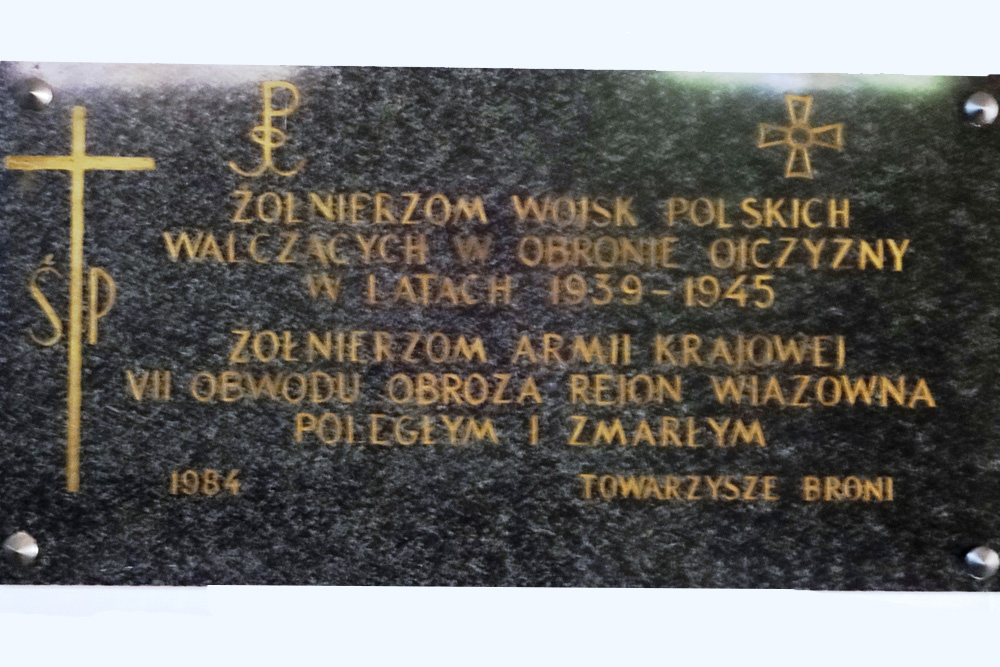 ŚP
ŻOŁNIERZOM WOJSK POLSKICH
WALCZĄCYCH W OBRONIE OJCZYZNY
W LATACH 1939-1945
ŻOŁNIERZOM ARMII KRAJOWEJ
VII OBWODU OBROŻA REJON WIĄZOWNA
POLEGŁYM I ZMARŁYM
1984 TOWARZYSZE BRONI